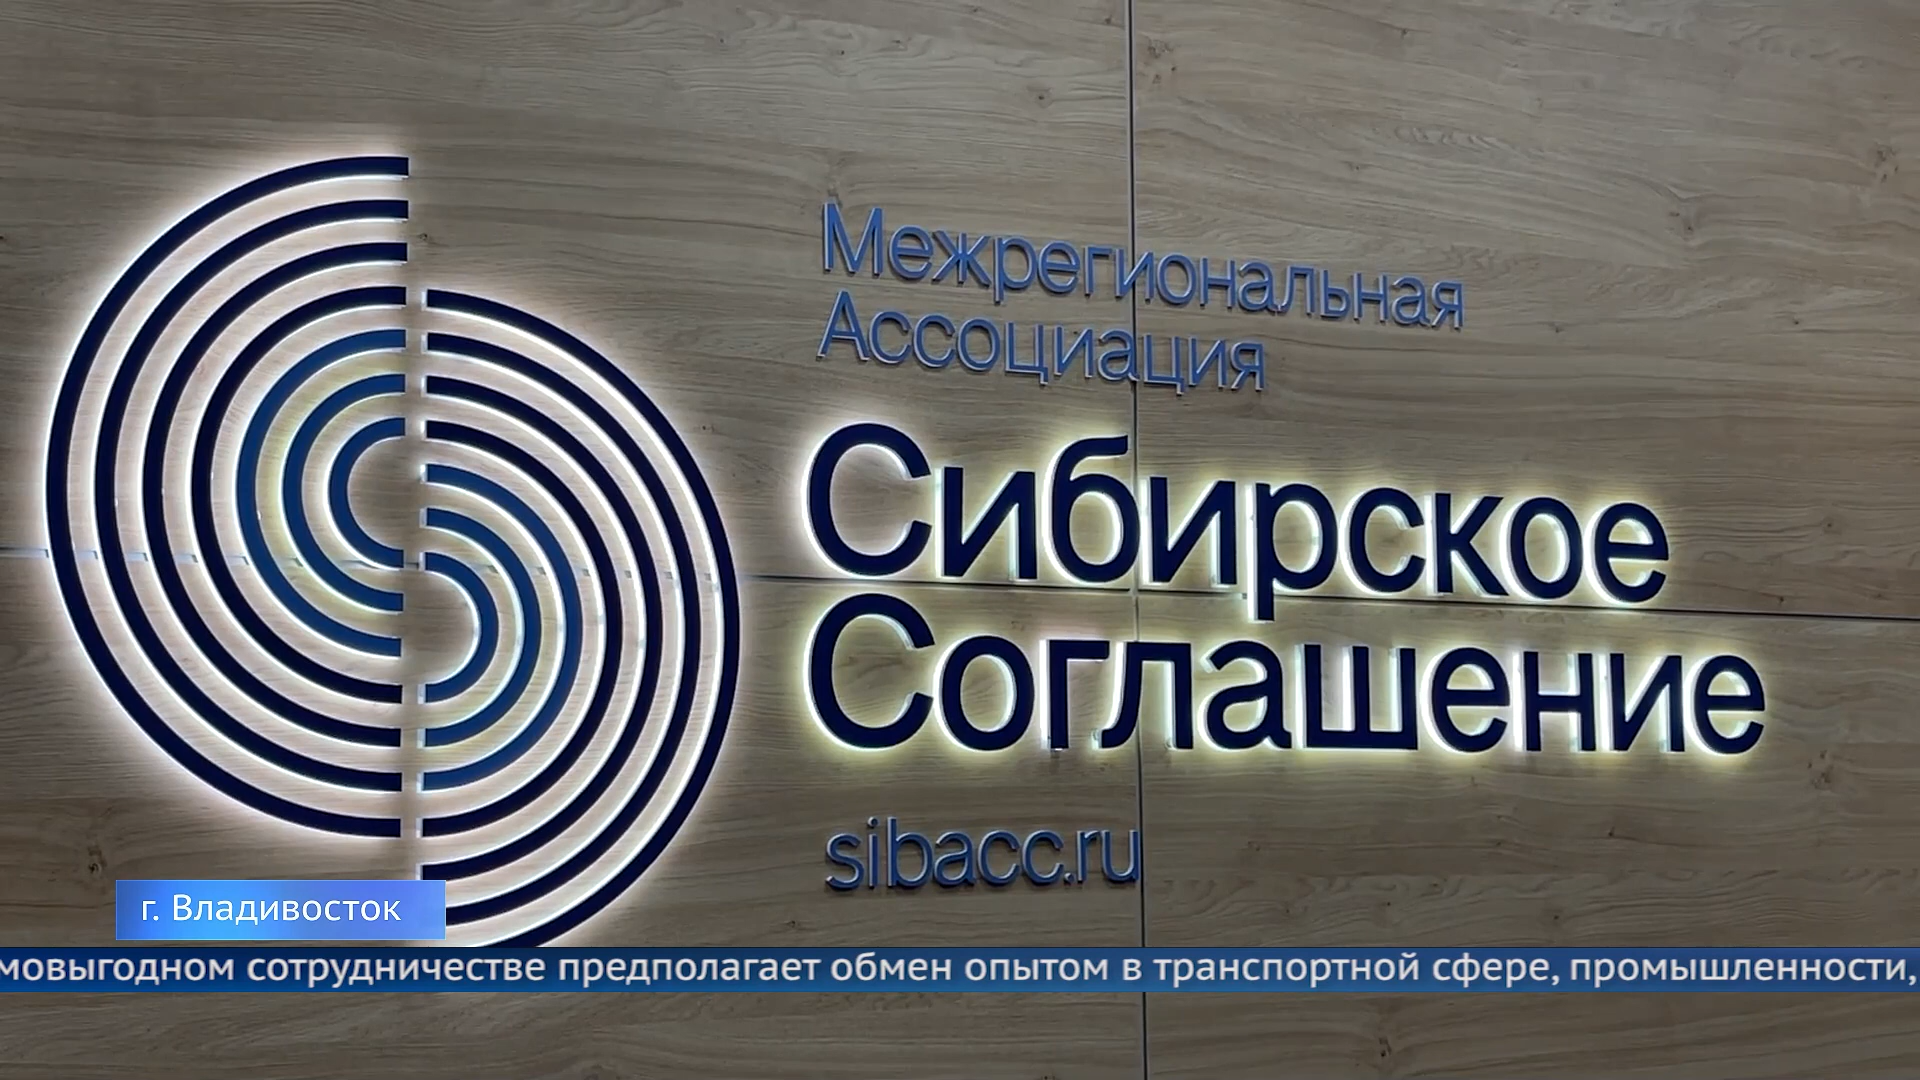 Межрегиональная
Ассоциация
Сибирское
Соглашение
sibacc.ru
г. Владивосток
мовыгодном сотрудничестве предполагает обмен опытом в транспортной сфере, промышленности,